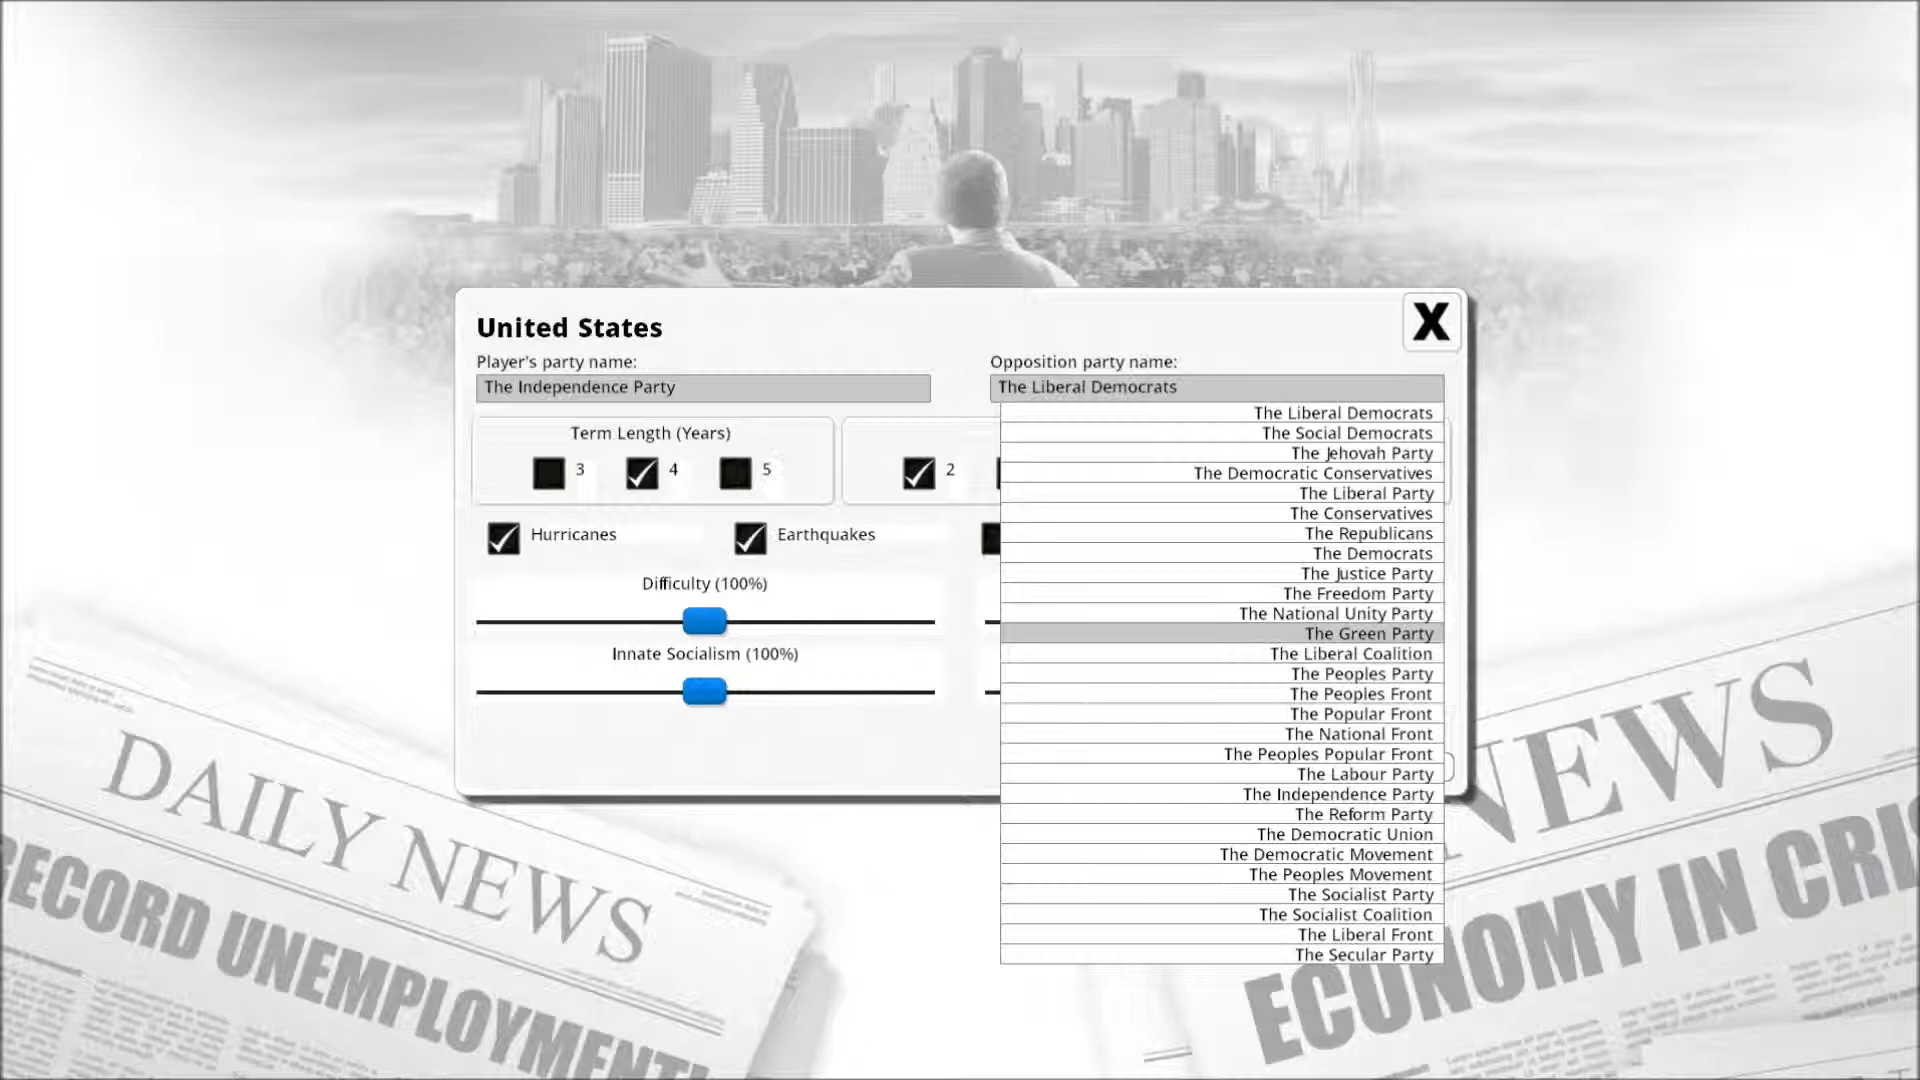 United States
X
Player's party name:
The Independence Party
Opposition party name:
The Liberal Democrats
Term Length (Years)
3
4
5
2
Hurricanes
Earthquakes
Difficulty (100%)
Innate Socialism (100%)
The Liberal Democrats
The Social Democrats
The Jehovah Party
The Democratic Conservatives
The Liberal Party
The Conservatives
The Republicans
The Democrats
The Justice Party
The Freedom Party
The National Unity Party
The Green Party
The Liberal Coalition
The Peoples Party
The Peoples Front
The Popular Front
The National Front
The Peoples Popular Front
The Labour Party
The Independence Party
The Reform Party
The Democratic Union
The Democratic Movement
The Peoples Movement
The Socialist Party
The Socialist Coalition
The Liberal Front
The Secular Party
DAILY NEWS
RECORD UNEMPLOYMENT
NEWS
ECONOMY IN CRIS